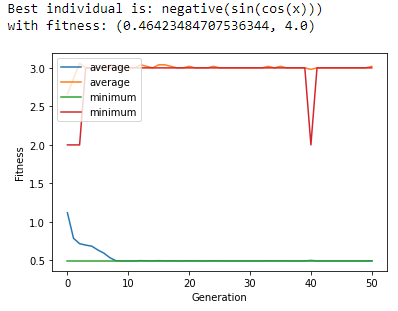 Best individual is: negative(sin(cos(x)))
with fitness: (0.46423484707536344, 4.0)
average
average
minimum
minimum
3.0
2.5
2.0
1.5
1.0
0.5
Fitness
0 10 20 30 40 50
Generation